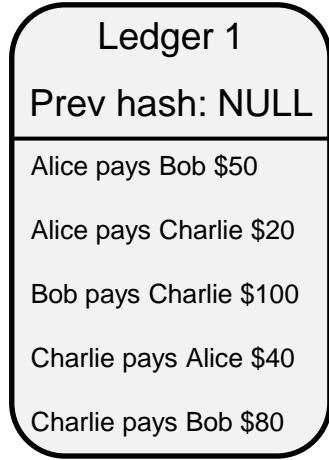 Ledger 1
Prev hash: NULL
Alice pays Bob $50
Alice pays Charlie $20
Bob pays Charlie $100
Charlie pays Alice $40
Charlie pays Bob $80